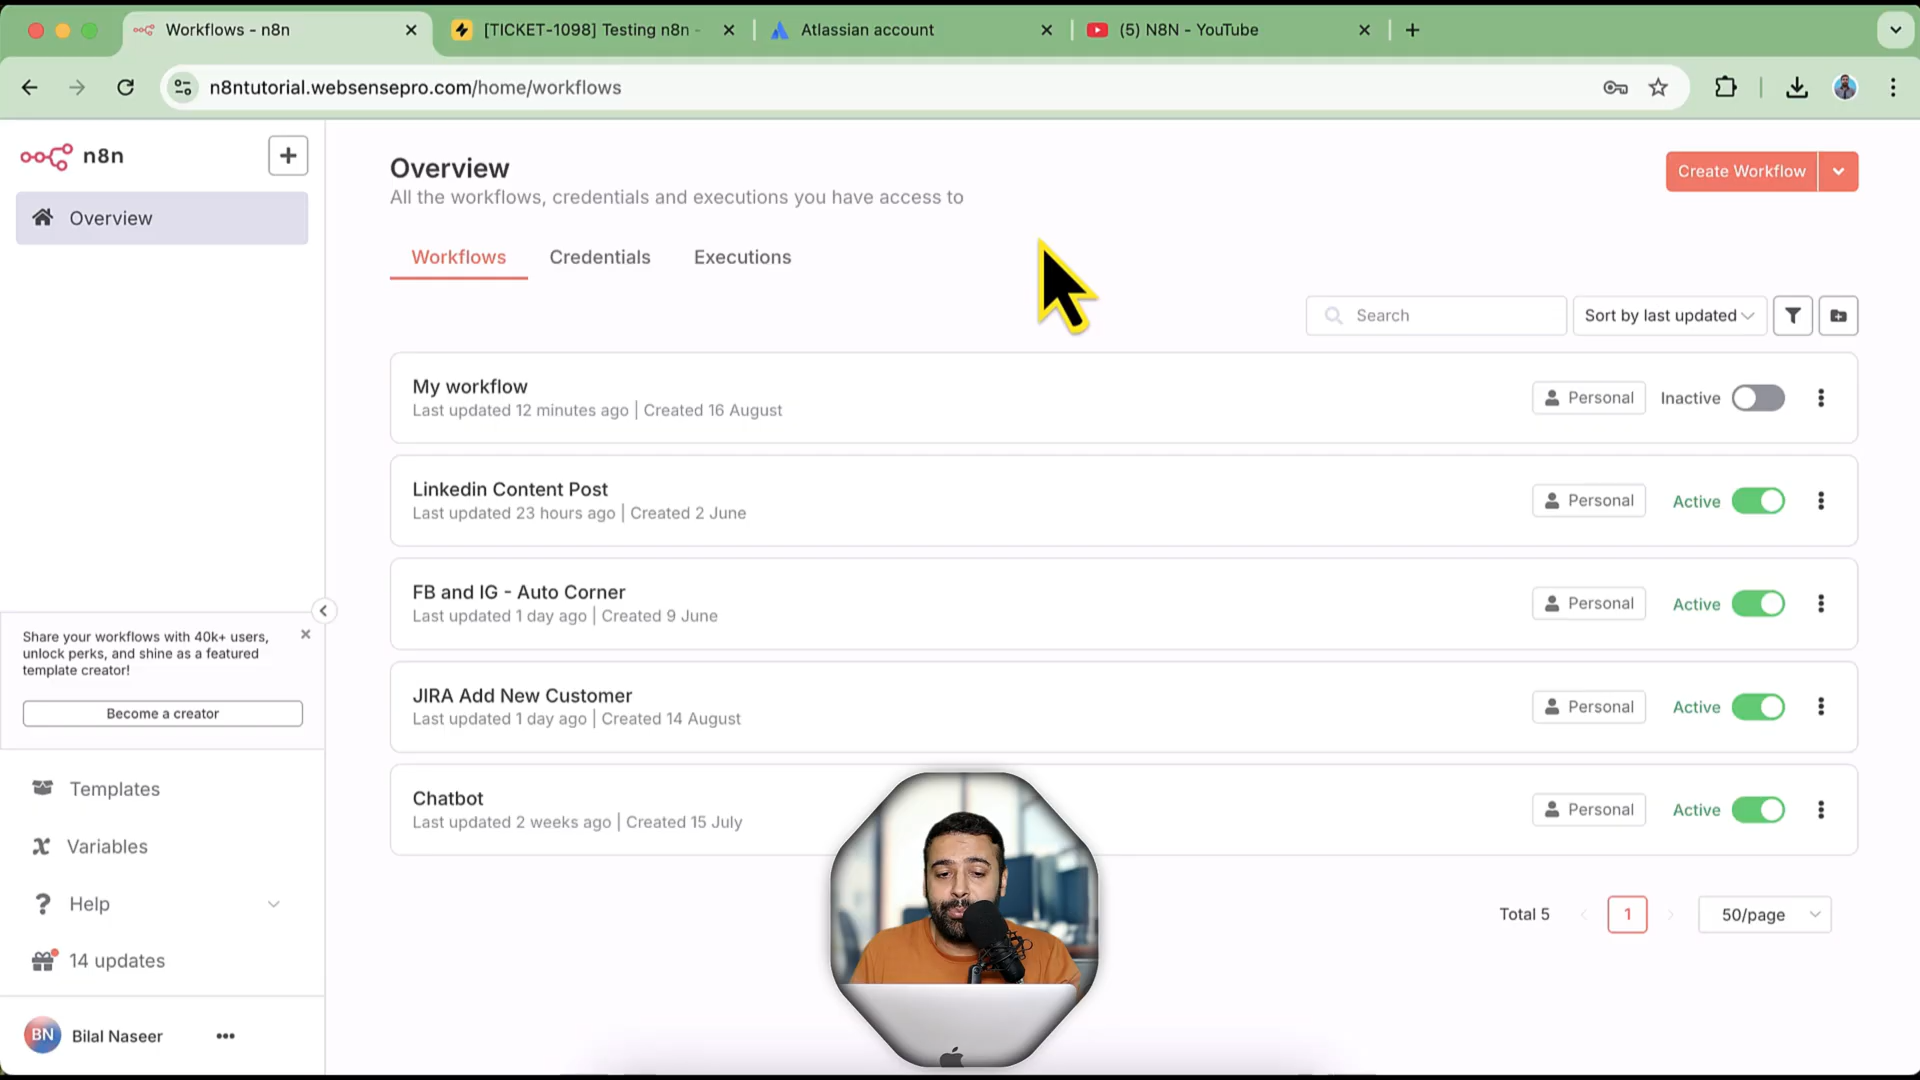 Workflows - n8n
[TICKET-1098] Testing n8n -
Atlassian account
(5) N8N - YouTube
n8ntutorial.websensepro.com/home/workflows
n8n
Overview
Overview
All the workflows, credentials and executions you have access to
Create Workflow
Workflows
Credentials
Executions
Search
Sort by last updated
My workflow
Last updated 12 minutes ago | Created 16 August
Personal
Inactive
Linkedin Content Post
Last updated 23 hours ago | Created 2 June
Personal
Active
FB and IG - Auto Corner
Last updated 1 day ago | Created 9 June
Personal
Active
JIRA Add New Customer
Last updated 1 day ago | Created 14 August
Personal
Active
Chatbot
Last updated 2 weeks ago | Created 15 July
Personal
Active
Total 5
1
50/page
Share your workflows with 40k+ users,
unlock perks, and shine as a featured
template creator!
Become a creator
Templates
Variables
Help
14 updates
BN
Bilal Naseer